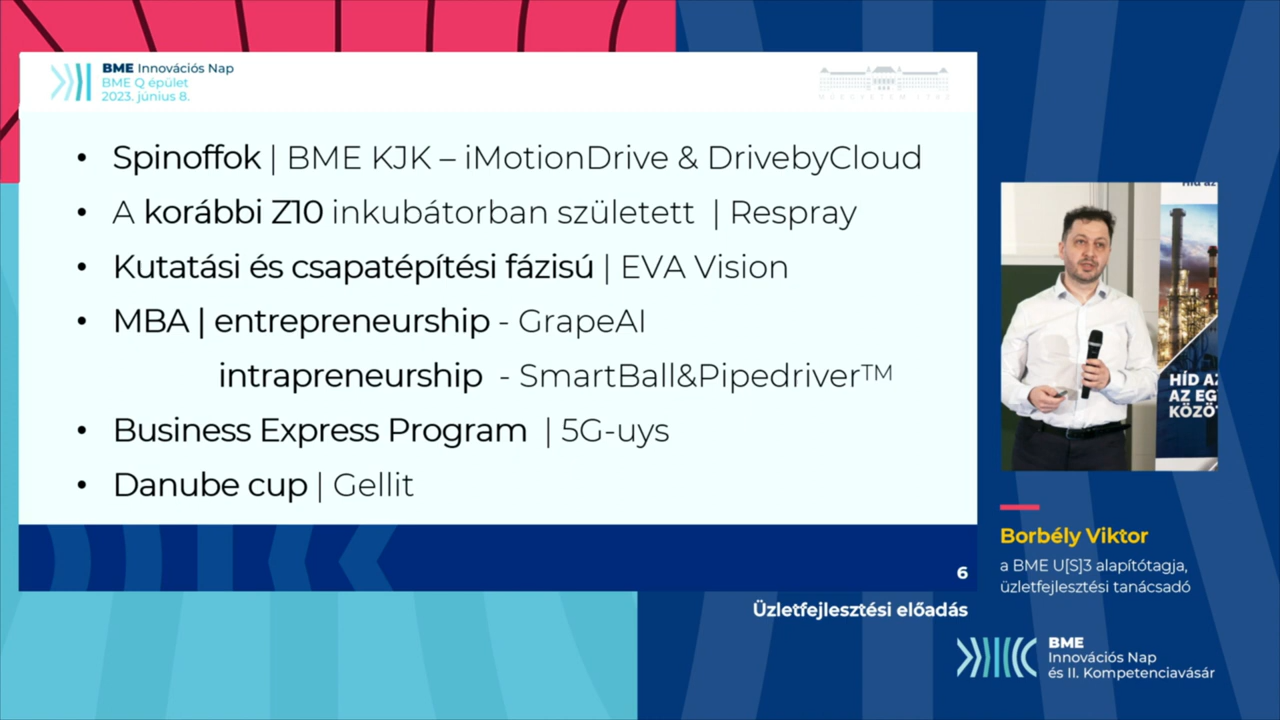 BME Innovációs Nap
BME Q épület
2023. június 8.
MŰEGYETEM 1782
• Spinoffok | BME KJK – iMotionDrive & DrivebyCloud
• A korábbi Z10 inkubátorban született | Respray
• Kutatási és csapatépítési fázisú | EVA Vision
• MBA | entrepreneurship - GrapeAI
intrapreneurship - SmartBall&Pipedriver™
• Business Express Program | 5G-uys
• Danube cup | Gellit
6
Üzletfejlesztési előadás
HÍD AZ
AZ EG
KÖZÖ
Borbély Viktor
a BME U[S]3 alapítótagja,
üzletfejlesztési tanácsadó
BME
Innovációs Nap
és II. Kompetenciavásár